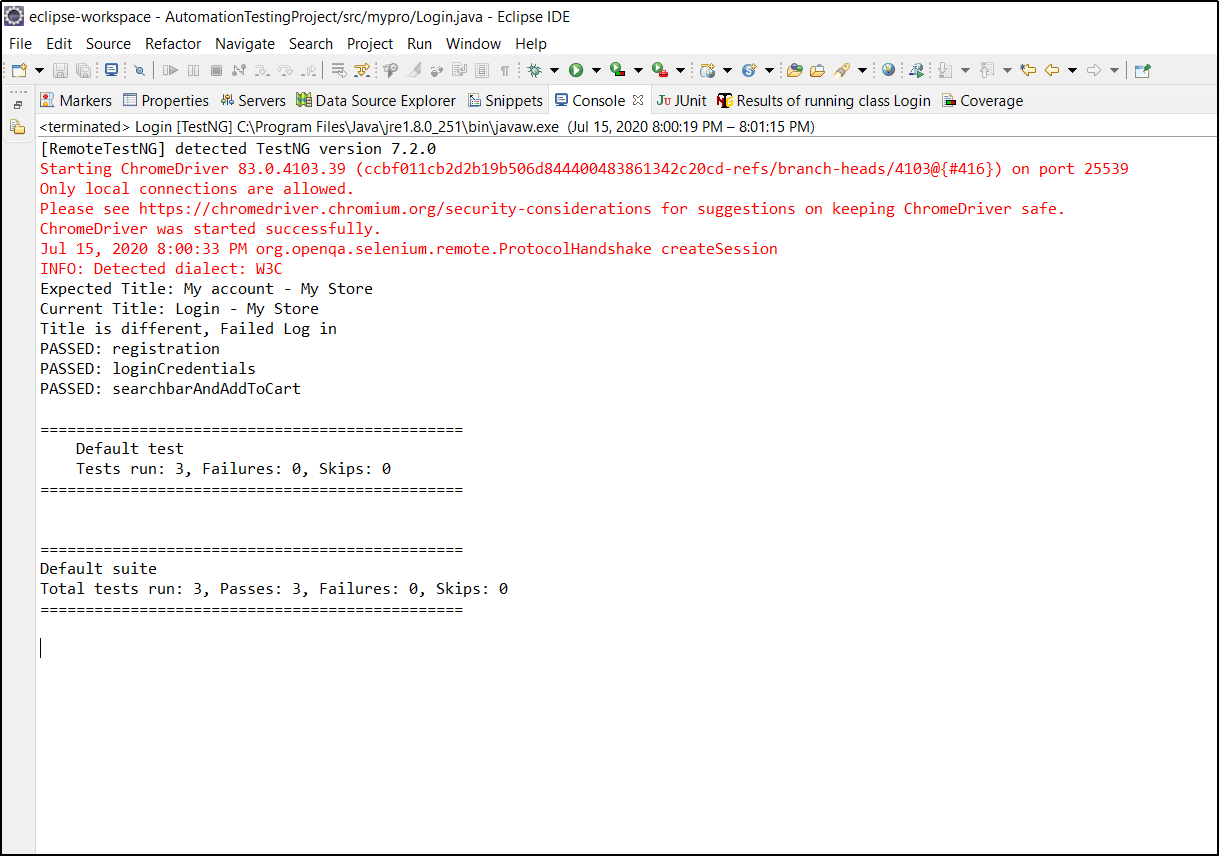 eclipse-workspace - AutomationTestingProject/src/mypro/Login.java - Eclipse IDE
File Edit Source Refactor Navigate Search Project Run Window Help
Markers Properties Servers Data Source Explorer Snippets Console JUnit Results of running class Login Coverage
<terminated> Login [TestNG] C:\Program Files\Java\jre1.8.0_251\bin\javaw.exe (Jul 15, 2020 8:00:19 PM – 8:01:15 PM)
[RemoteTestNG] detected TestNG version 7.2.0
Starting ChromeDriver 83.0.4103.39 (ccbf011cb2d2b19b506d844400483861342c20cd-refs/branch-heads/4103@{#416}) on port 25539
Only local connections are allowed.
Please see https://chromedriver.chromium.org/security-considerations for suggestions on keeping ChromeDriver safe.
ChromeDriver was started successfully.
Jul 15, 2020 8:00:33 PM org.openqa.selenium.remote.ProtocolHandshake createSession
INFO: Detected dialect: W3C
Expected Title: My account - My Store
Current Title: Login - My Store
Title is different, Failed Log in
PASSED: registration
PASSED: loginCredentials
PASSED: searchbarAndAddToCart
===============================================
Default test
Tests run: 3, Failures: 0, Skips: 0
===============================================
===============================================
Default suite
Total tests run: 3, Passes: 3, Failures: 0, Skips: 0
===============================================